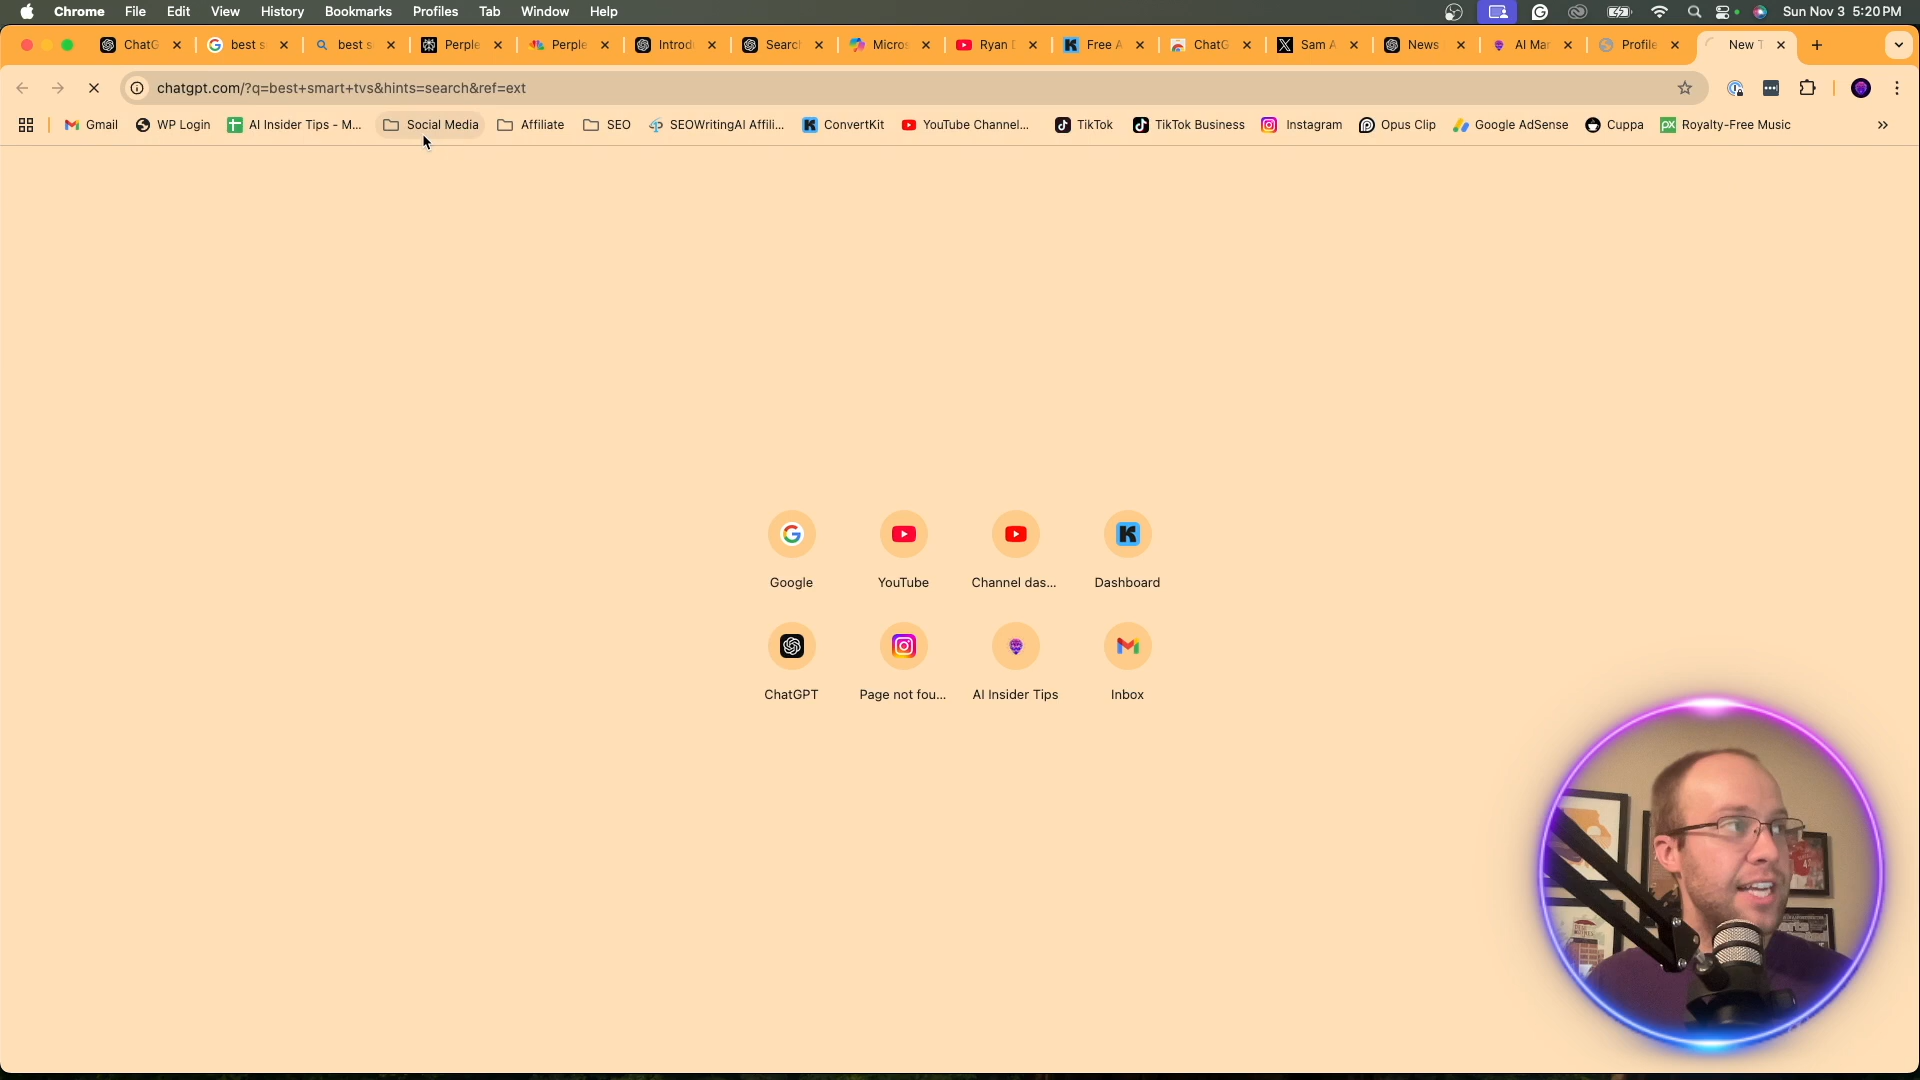 Chrome File Edit View History Bookmarks Profiles Tab Window Help Sun Nov 3 5:20 PM
ChatG best s best s Perple Perple Introd Search Micros Ryan Free A ChatG Sam A News AI Mar Profile New T
chatgpt.com/?q=best+smart+tvs&hints=search&ref=ext
Gmail WP Login AI Insider Tips - M... Social Media Affiliate SEO SEOWritingAI Affili... ConvertKit YouTube Channel... TikTok TikTok Business Instagram Opus Clip Google AdSense Cuppa Royalty-Free Music
Google YouTube Channel das... Dashboard
ChatGPT Page not fou... AI Insider Tips Inbox